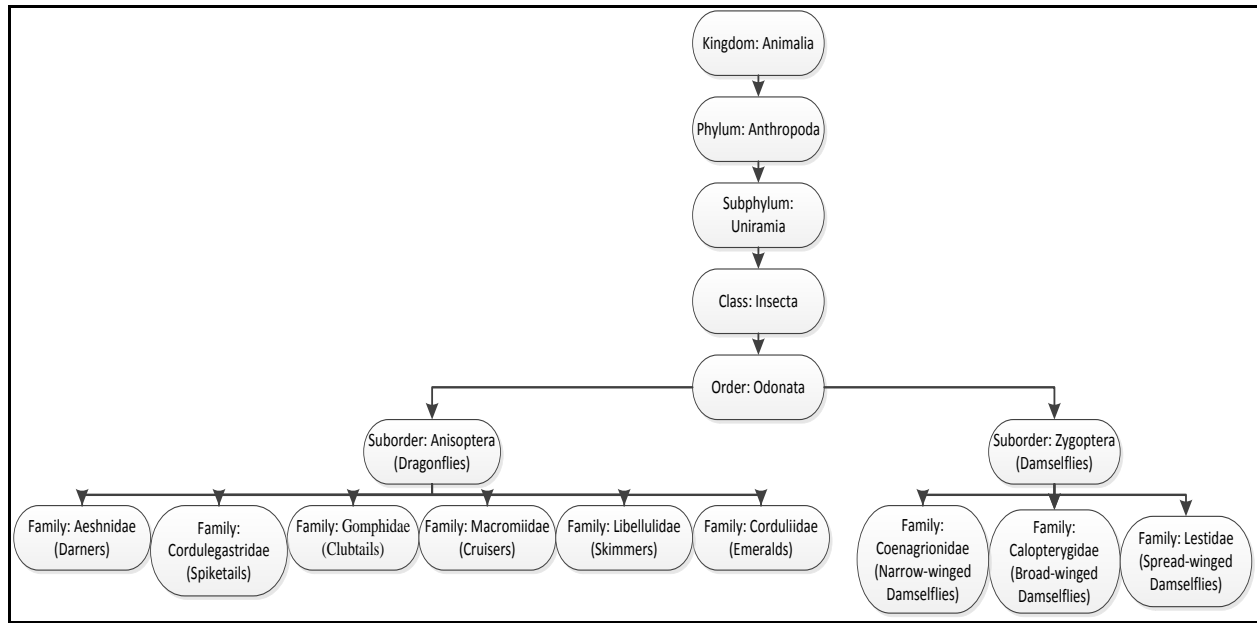 Kingdom: Animalia
Phylum: Anthropoda
Subphylum:
Uniramia
Class: Insecta
Order: Odonata
Suborder: Anisoptera
(Dragonflies)
Suborder: Zygoptera
(Damselflies)
Family: Aeshnidae
(Darners)
Family:
Cordulegastridae
(Spiketails)
Family: Gomphidae
(Clubtails)
Family: Macromiidae
(Cruisers)
Family: Libellulidae
(Skimmers)
Family: Corduliidae
(Emeralds)
Family:
Coenagrionidae
(Narrow-winged
Damselflies)
Family:
Calopterygidae
(Broad-winged
Damselflies)
Family: Lestidae
(Spread-winged
Damselflies)